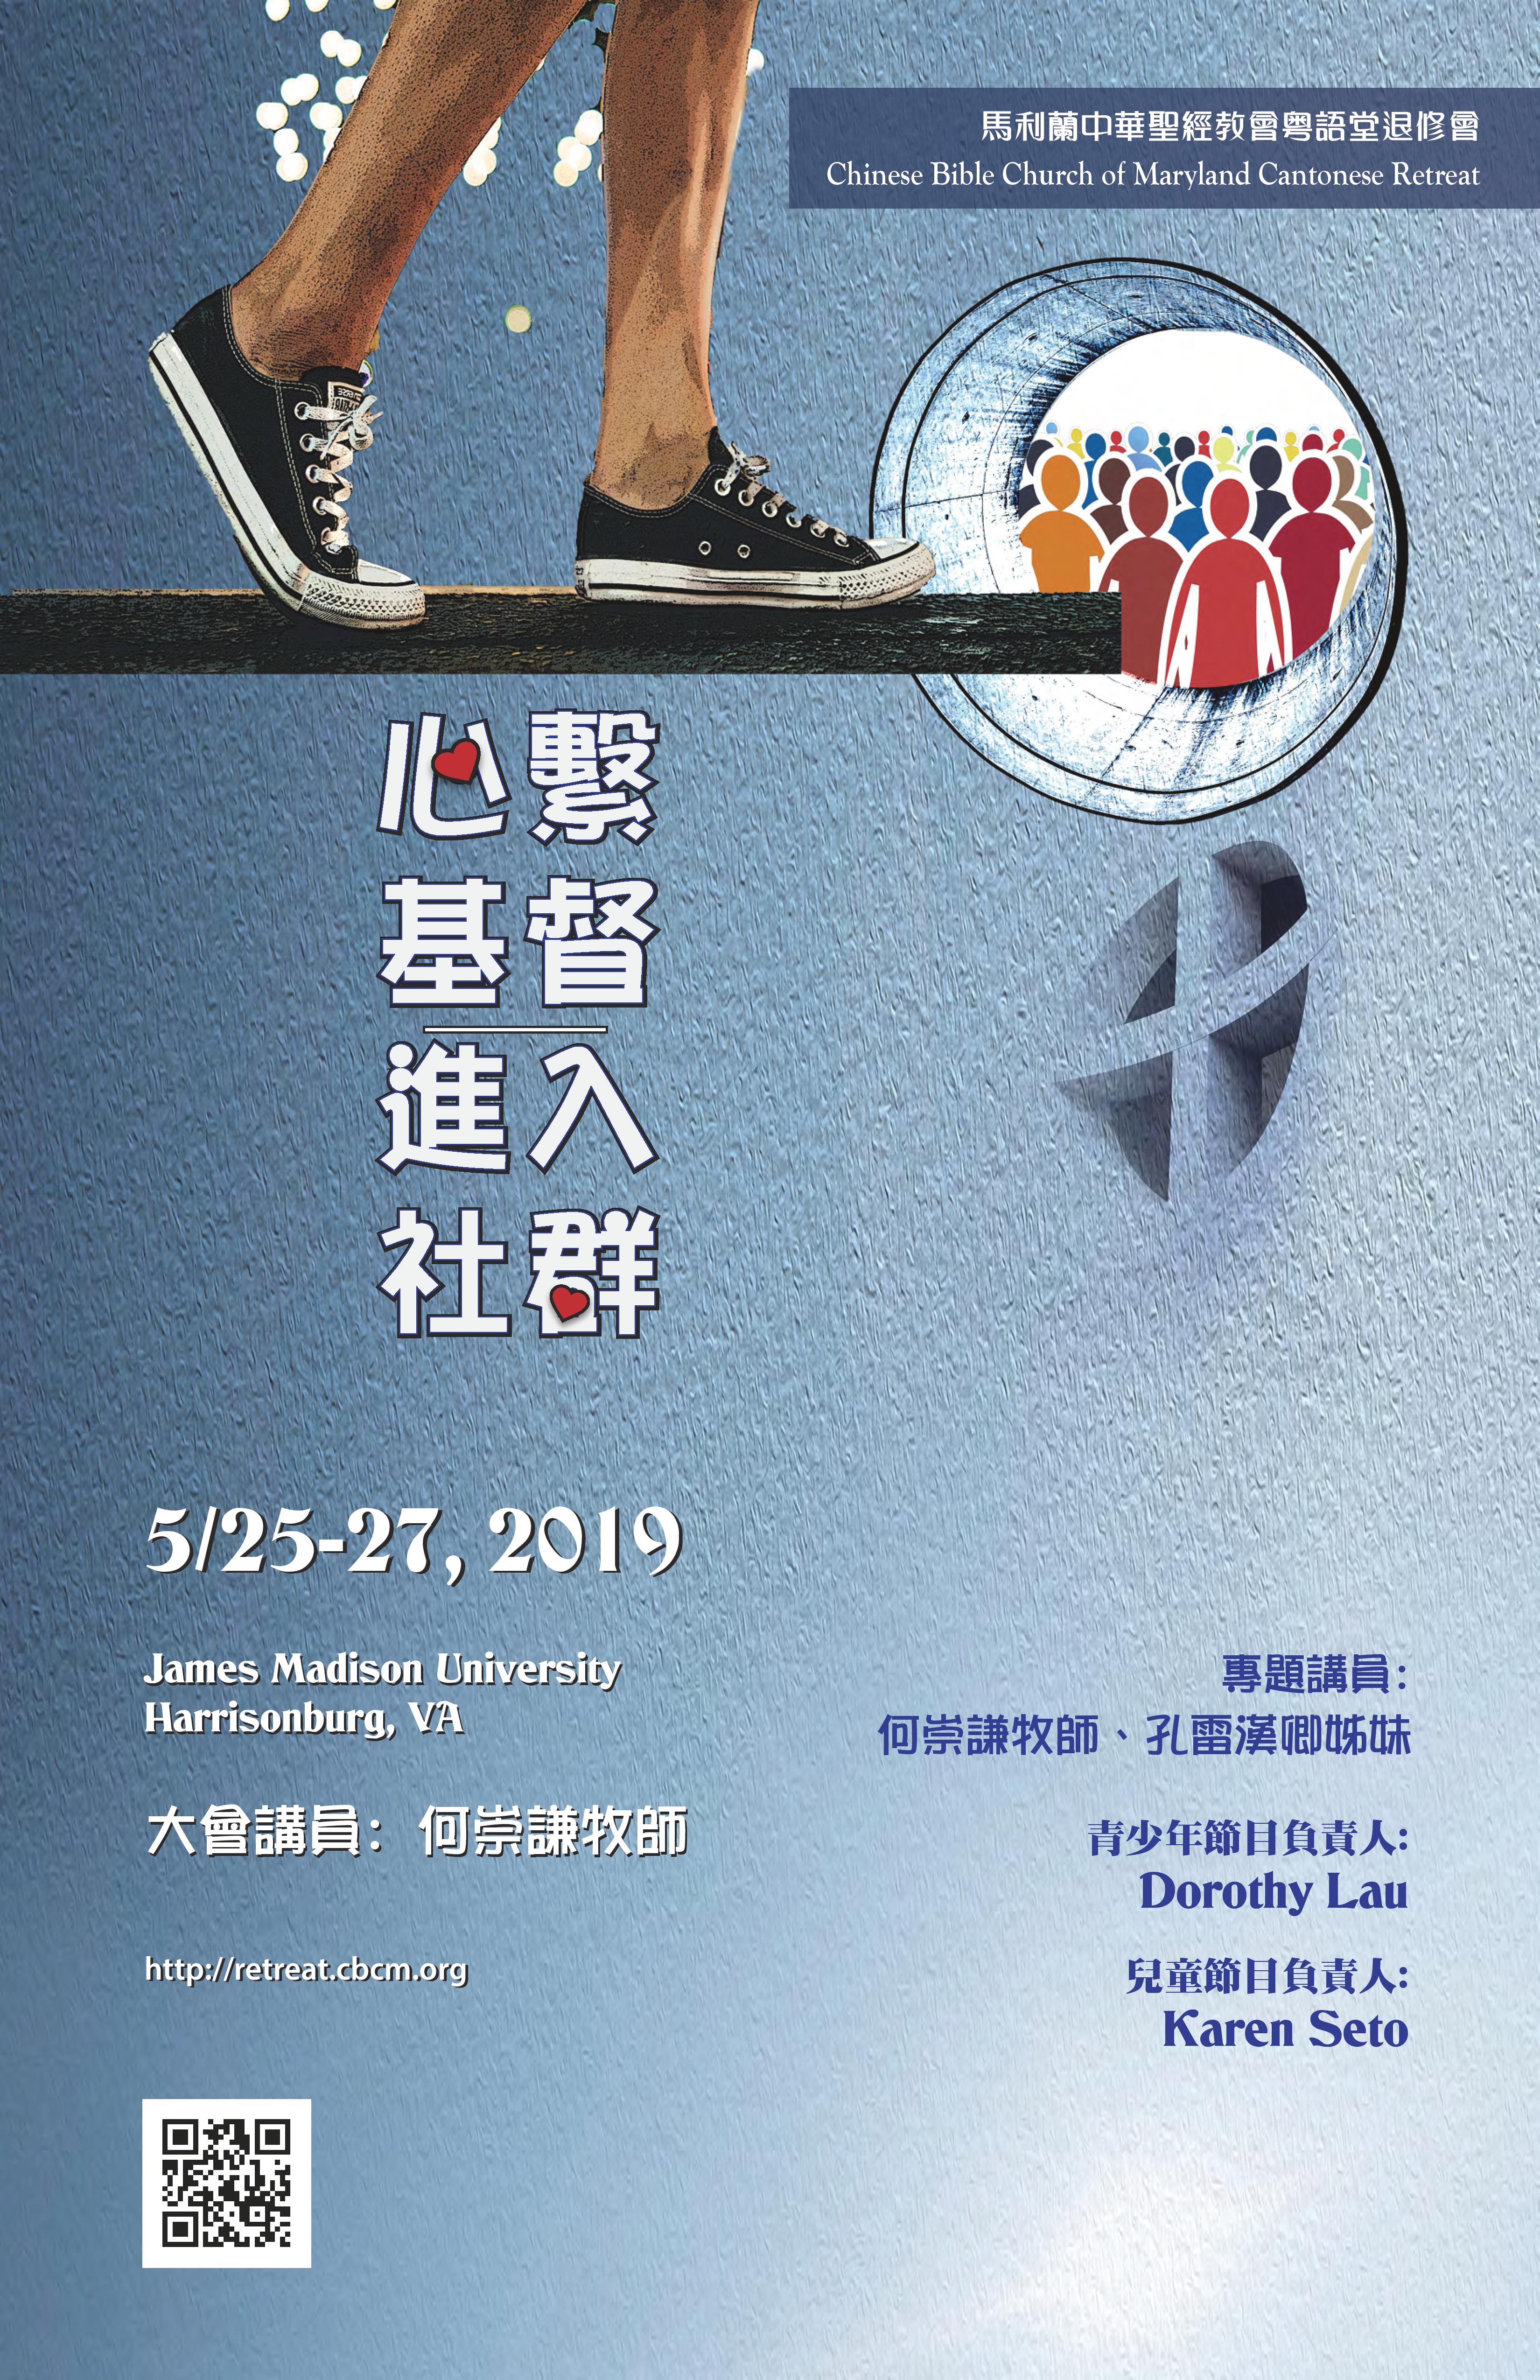 馬利蘭中華聖經教會粵語堂退修會
Chinese Bible Church of Maryland Cantonese Retreat
心繫
基督
進入
社群
5/25-27, 2019
James Madison University
Harrisonburg, VA
大會講員：何崇謙牧師
http://retreat.cbcm.org
專題講員：
何崇謙牧師、孔雷漢卿姊妹
青少年節目負責人:
Dorothy Lau
兒童節目負責人:
Karen Seto